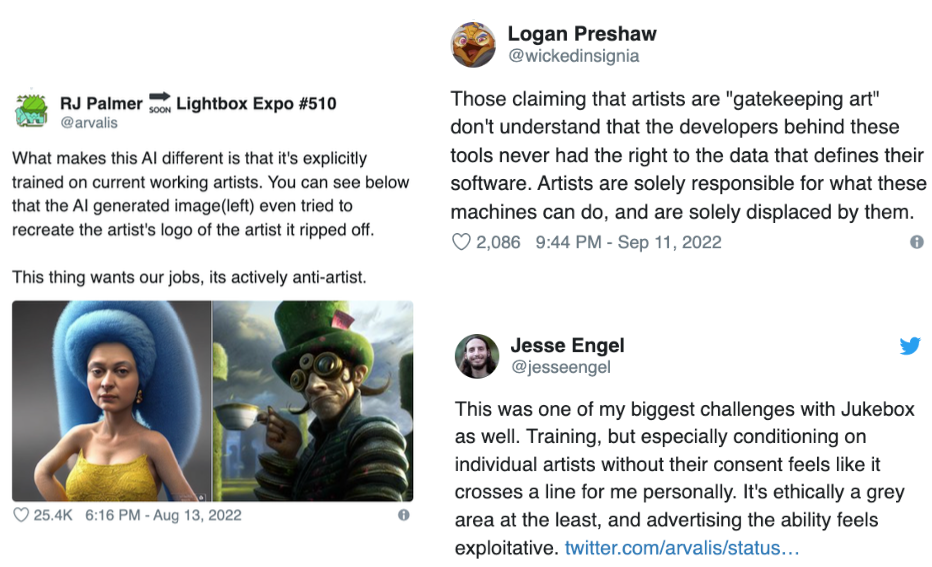 RJ Palmer SOON Lightbox Expo #510
@arvalis
What makes this AI different is that it's explicitly
trained on current working artists. You can see below
that the AI generated image(left) even tried to
recreate the artist's logo of the artist it ripped off.
This thing wants our jobs, its actively anti-artist.
25.4K 6:16 PM - Aug 13, 2022
Logan Preshaw
@wickedinsignia
Those claiming that artists are "gatekeeping art"
don't understand that the developers behind these
tools never had the right to the data that defines their
software. Artists are solely responsible for what these
machines can do, and are solely displaced by them.
2,086 9:44 PM - Sep 11, 2022
Jesse Engel
@jesseengel
This was one of my biggest challenges with Jukebox
as well. Training, but especially conditioning on
individual artists without their consent feels like it
crosses a line for me personally. It's ethically a grey
area at the least, and advertising the ability feels
exploitative. twitter.com/arvalis/status…